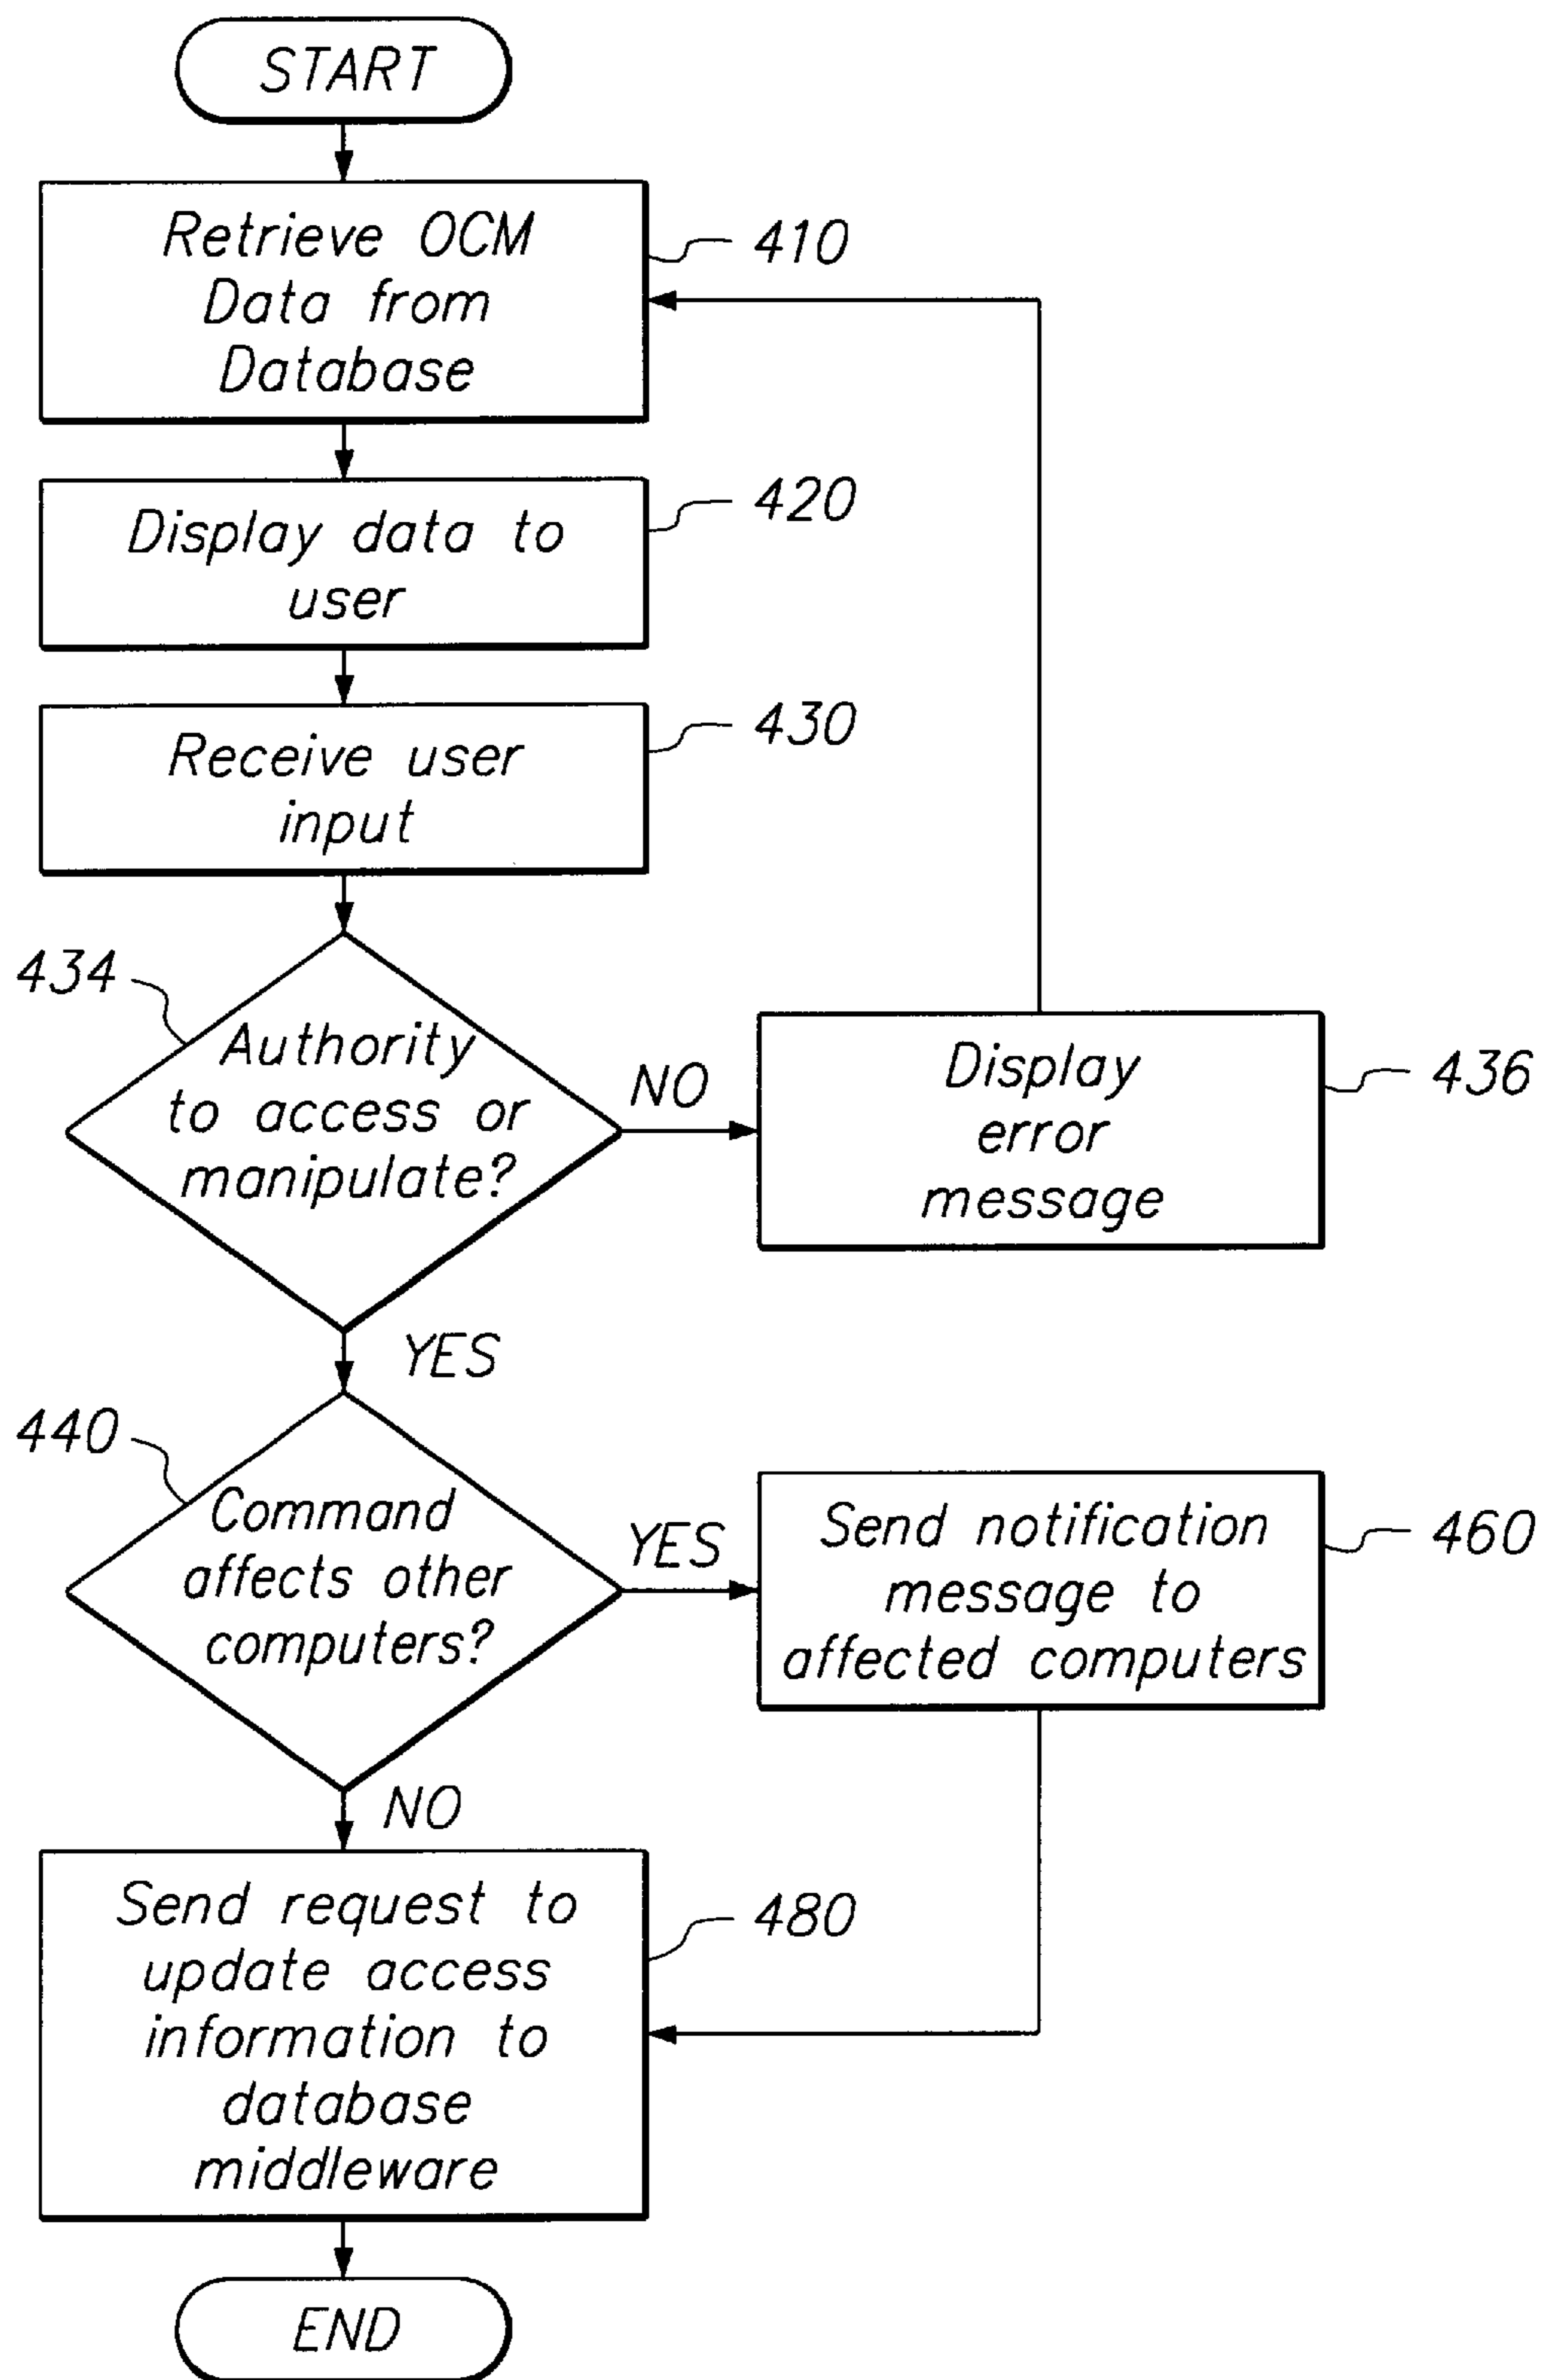 START
Retrieve OCM
Data from
Database
410
Display data to
user
420
Receive user
input
430
434
Authority
to access or
manipulate?
NO
Display
error
message
436
YES
440
Command
affects other
computers?
YES
Send notification
message to
affected computers
460
NO
Send request to
update access
information to
database
middleware
480
END